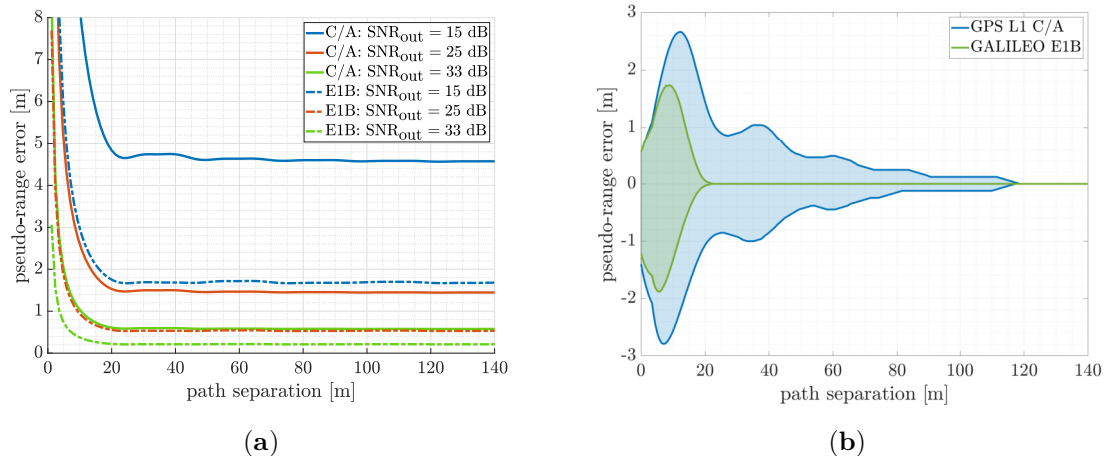 8
7
6
5
4
3
2
1
0
pseudo-range error [m]
C/A: SNRout = 15 dB
C/A: SNRout = 25 dB
C/A: SNRout = 33 dB
E1B: SNRout = 15 dB
E1B: SNRout = 25 dB
E1B: SNRout = 33 dB
0 20 40 60 80 100 120 140
path separation [m]
(a)
3
2
1
0
-1
-2
-3
pseudo-range error [m]
GPS L1 C/A
GALILEO E1B
0 20 40 60 80 100 120 140
path separation [m]
(b)